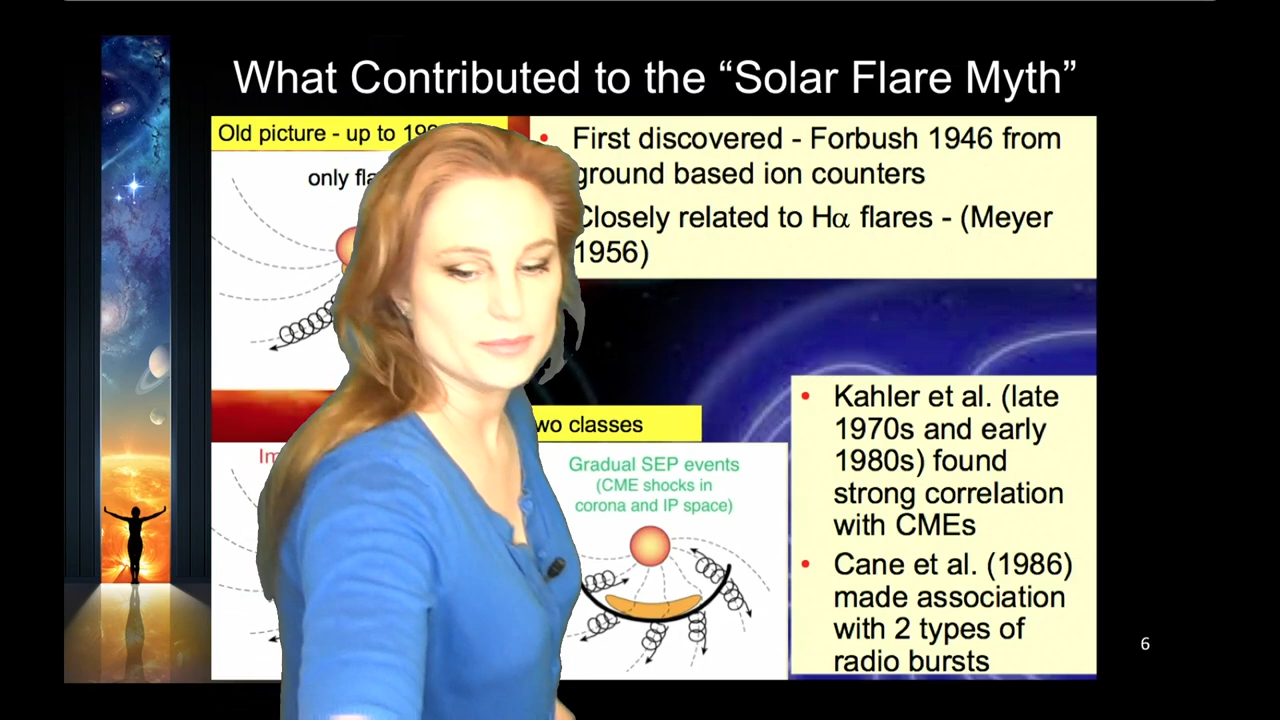 What Contributed to the “Solar Flare Myth”
Old picture - up to
only
• First discovered - Forbush 1946 from
ground based ion counters
Closely related to Hα flares - (Meyer
1956)
classes
Gradual SEP events
(CME shocks in
corona and IP space)
• Kahler et al. (late
1970s and early
1980s) found
strong correlation
with CMEs
• Cane et al. (1986)
made association
with 2 types of
radio bursts
6